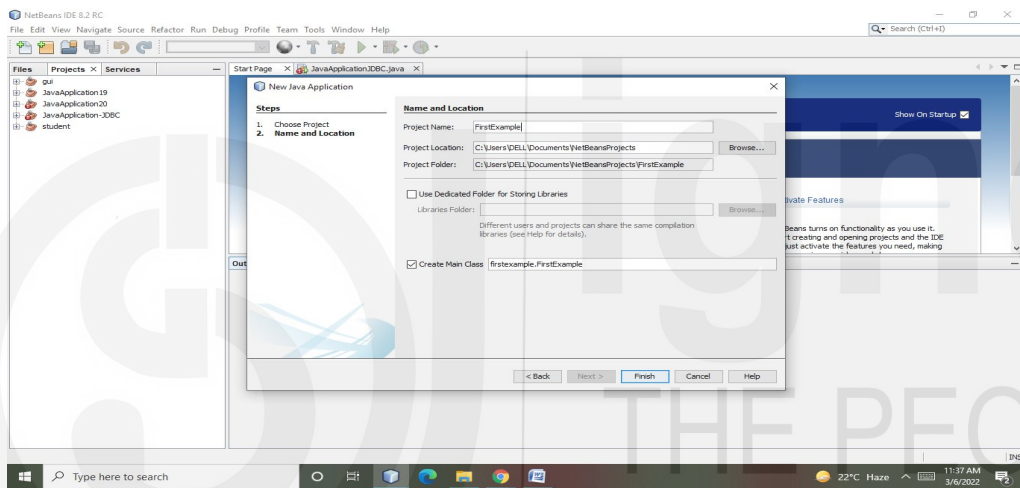 NetBeans IDE 8.2 RC
File Edit View Navigate Source Refactor Run Debug Profile Team Tools Window Help
Search (Ctrl+I)
Files Projects Services
Start Page JavaApplicationJDBC.java
gui
JavaApplication19
JavaApplication20
JavaApplication-JDBC
student
New Java Application
Steps
1. Choose Project
2. Name and Location
Name and Location
Project Name: FirstExample
Project Location: C:\Users\DELL\Documents\NetBeansProjects Browse...
Project Folder: C:\Users\DELL\Documents\NetBeansProjects\FirstExample
Use Dedicated Folder for Storing Libraries
Libraries Folder: Browse...
Different users and projects can share the same compilation
libraries (see Help for details).
Create Main Class firstexample.FirstExample
< Back Next > Finish Cancel Help
Show On Startup
ivate Features
Beans turns on functionality as you use it.
t creating and opening projects and the IDE
ust activate the features you need, making
Out
ign
THE PEO
INS
Type here to search
22°C Haze
11:37 AM
3/6/2022
2